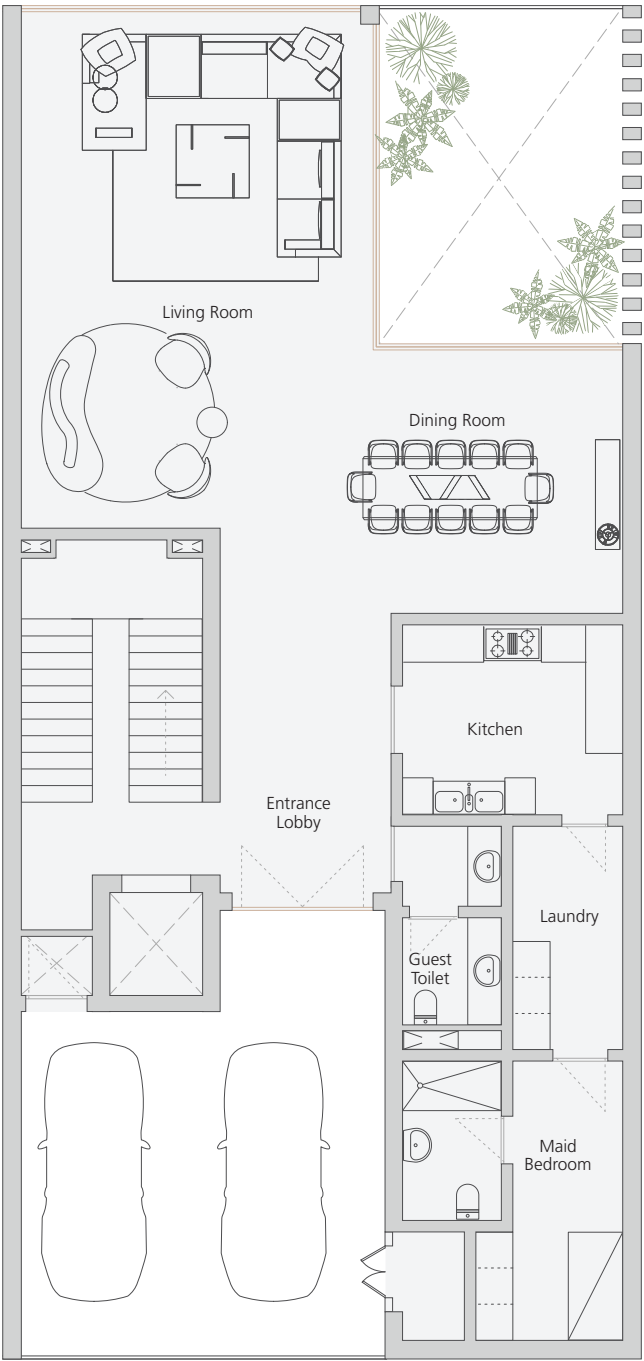 Living Room
Dining Room
Kitchen
Entrance
Lobby
Laundry
Guest
Toilet
Maid
Bedroom